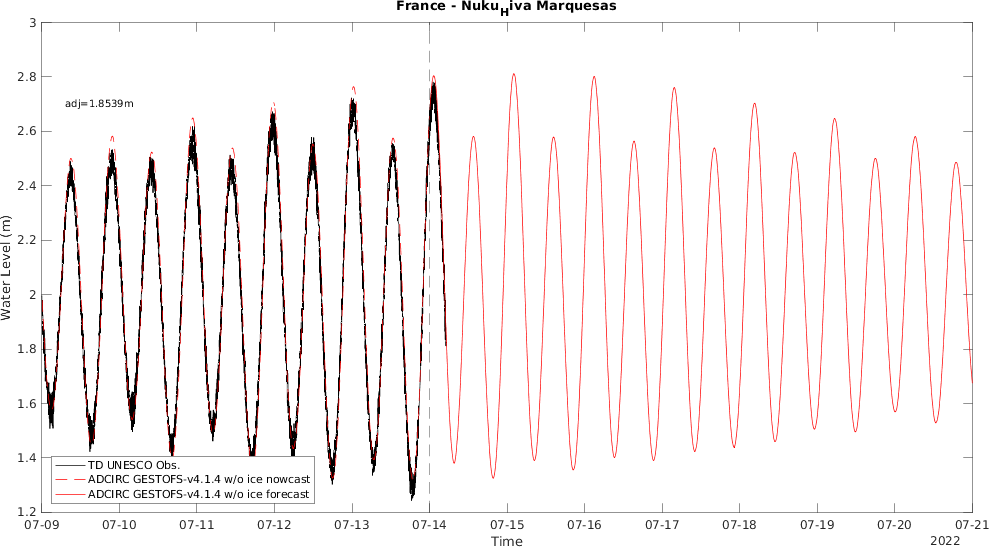 France - Nuku_Hiva Marquesas
3
2.8
2.6
2.4
2.2
2
1.8
1.6
1.4
1.2
Water Level (m)
adj=1.8539m
TD UNESCO Obs.
ADCIRC GESTOFS-v4.1.4 w/o ice nowcast
ADCIRC GESTOFS-v4.1.4 w/o ice forecast
07-09 07-10 07-11 07-12 07-13 07-14 07-15 07-16 07-17 07-18 07-19 07-20 07-21
Time
2022